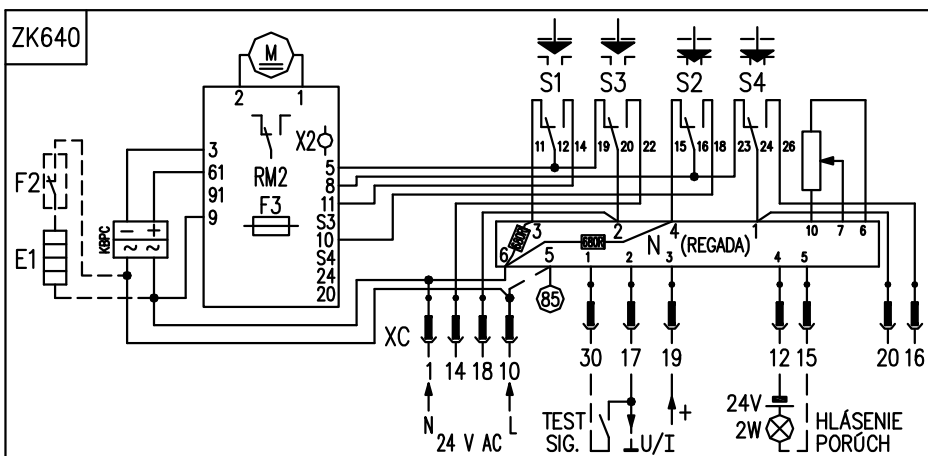 ZK640
M
2 1
S1 S3 S2 S4
X2
3
61
91
9
RM2
F3
5
8
11
S3
10
S4
24
20
11 12 14 19 20 22 15 16 18 23 24 26
10 7 6
F2
E1
KBPC
- +
~ ~
3 2 4 1
680R
680R
N (REGADA)
6 5 1 2 3 4 5
85
XC
1 14 18 10 30 17 19 12 15 20 16
N L
24 V AC
TEST
SIG.
U/I
+
24V
2W
HLÁSENIE
PORÚCH